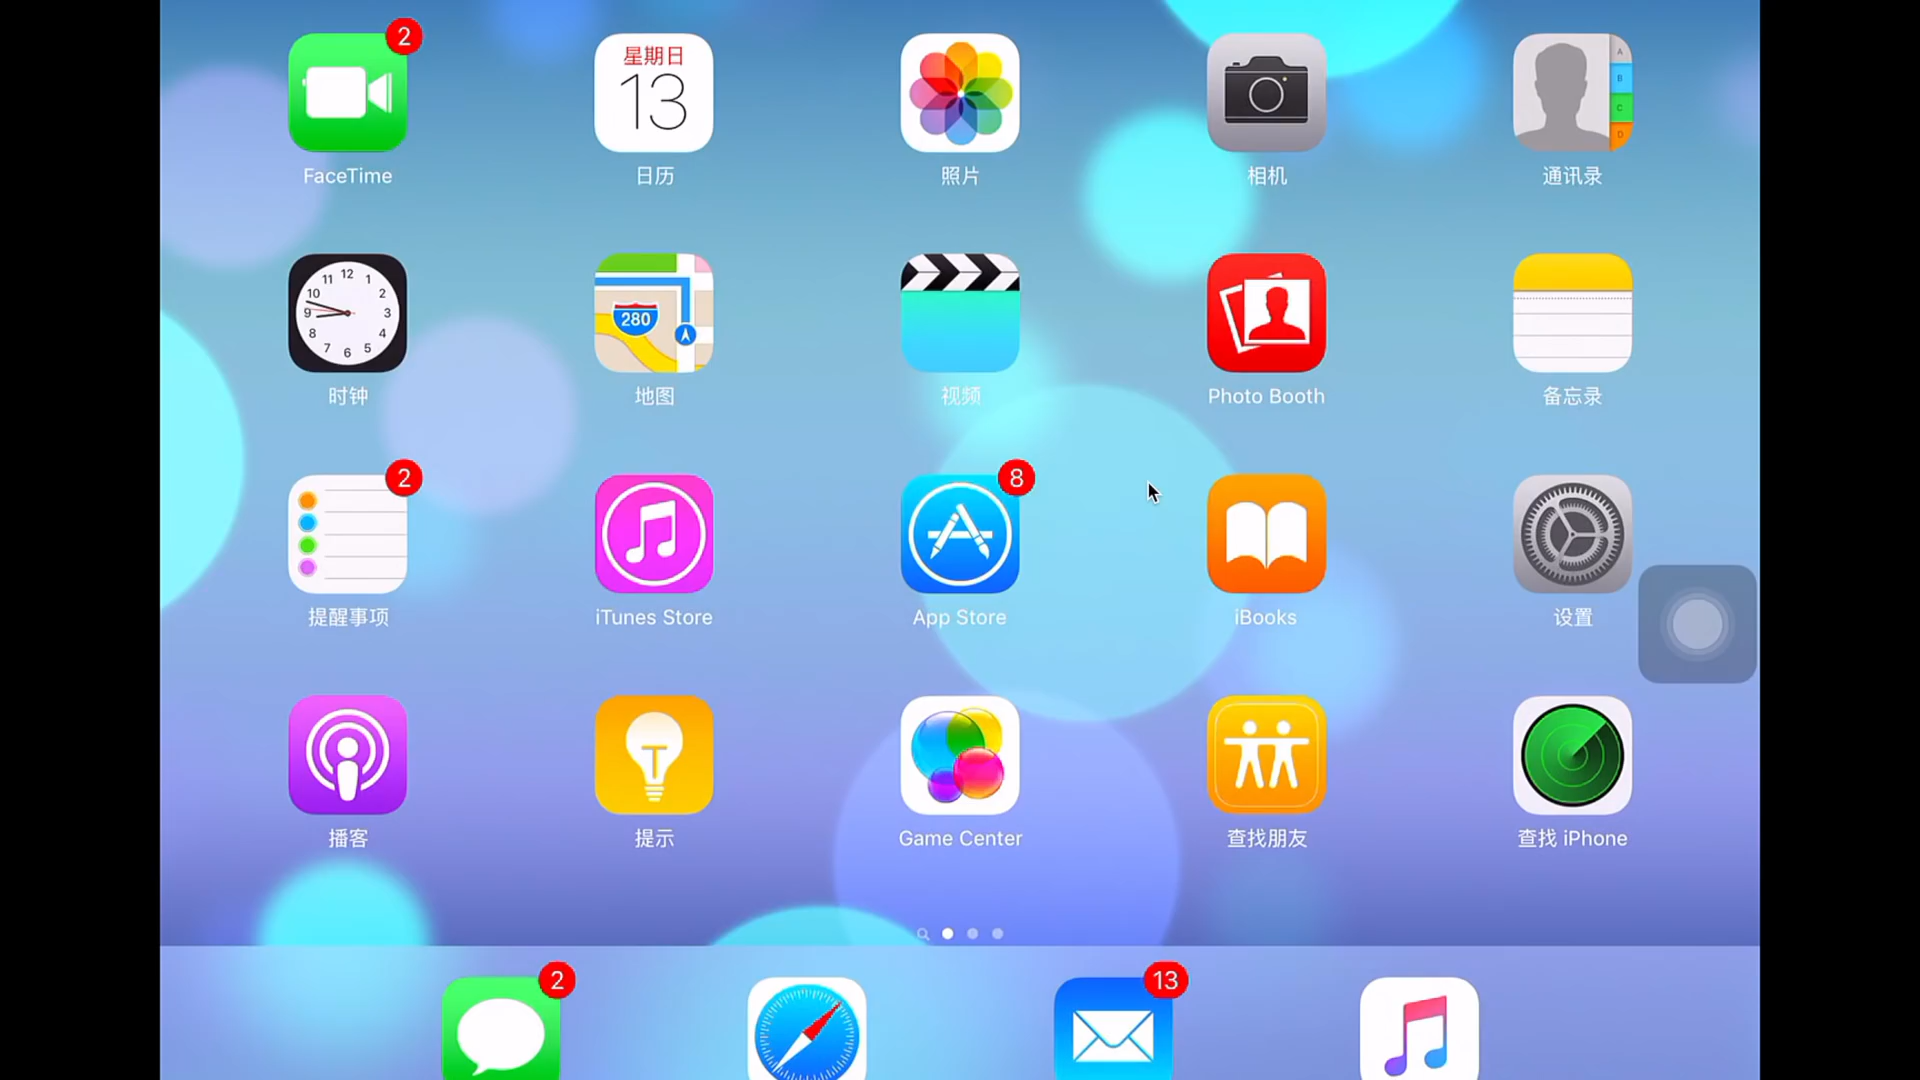 2
星期日
13
A
B
C
D
FaceTime
日历
照片
相机
通讯录
11 12 1
10 2
9 3
8 4
7 6 5
280
时钟
地图
视频
Photo Booth
备忘录
2
8
提醒事项
iTunes Store
App Store
iBooks
设置
播客
提示
Game Center
查找朋友
查找 iPhone
2
13